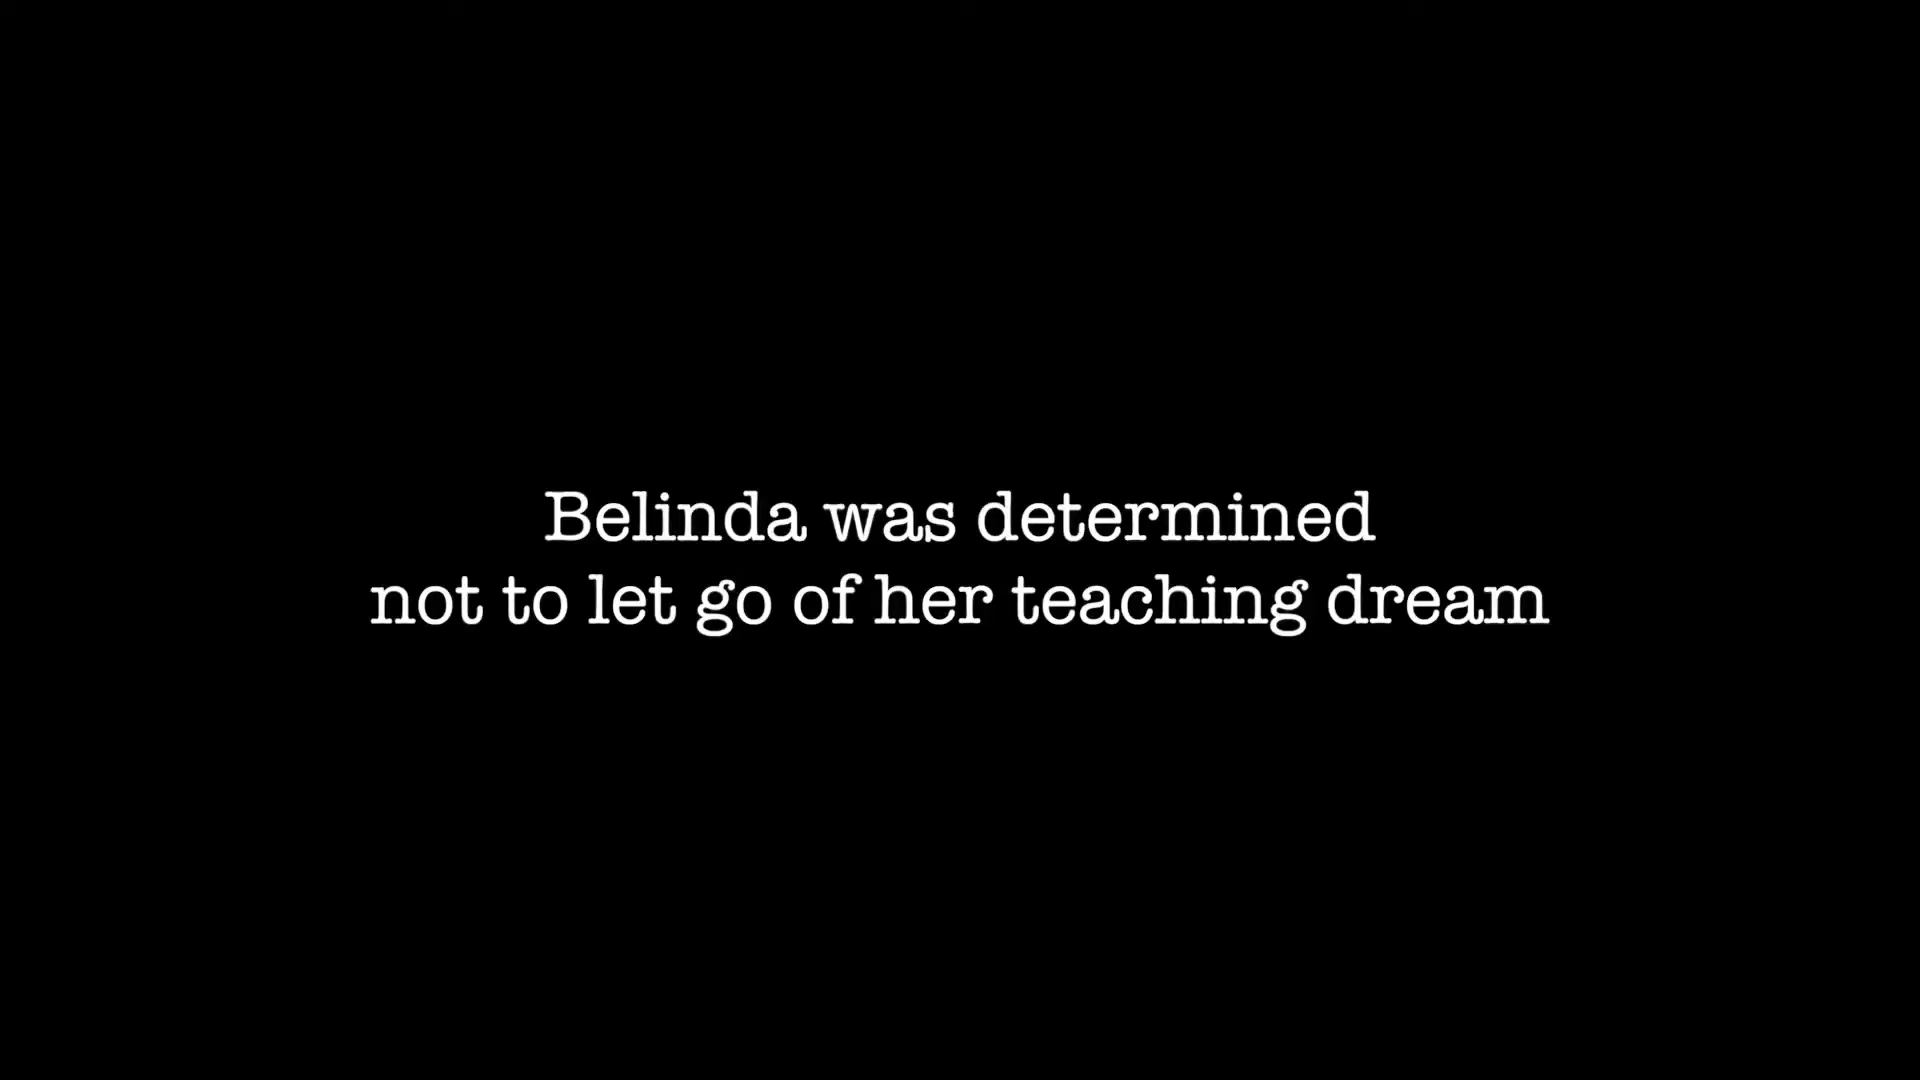 Belinda was determined
not to let go of her teaching dream